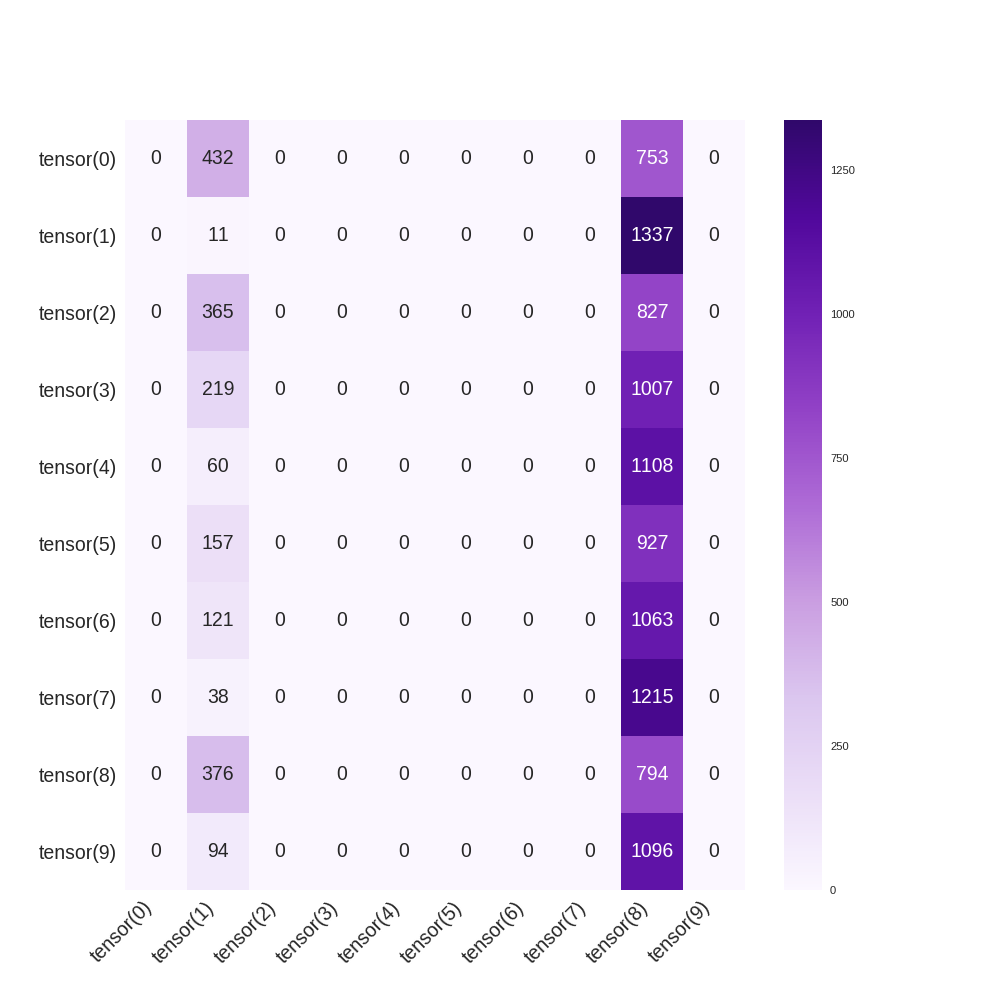 tensor(0) 0 432 0 0 0 0 0 0 753 0
tensor(1) 0 11 0 0 0 0 0 0 1337 0
tensor(2) 0 365 0 0 0 0 0 0 827 0
tensor(3) 0 219 0 0 0 0 0 0 1007 0
tensor(4) 0 60 0 0 0 0 0 0 1108 0
tensor(5) 0 157 0 0 0 0 0 0 927 0
tensor(6) 0 121 0 0 0 0 0 0 1063 0
tensor(7) 0 38 0 0 0 0 0 0 1215 0
tensor(8) 0 376 0 0 0 0 0 0 794 0
tensor(9) 0 94 0 0 0 0 0 0 1096 0
tensor(0) tensor(1) tensor(2) tensor(3) tensor(4) tensor(5) tensor(6) tensor(7) tensor(8) tensor(9)
1250
1000
750
500
250
0